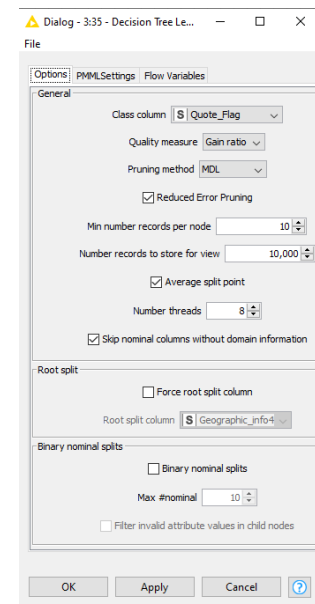 Dialog - 3:35 - Decision Tree Le...
File
Options PMMLSettings Flow Variables
General
Class column S Quote_Flag
Quality measure Gain ratio
Pruning method MDL
Reduced Error Pruning
Min number records per node 10
Number records to store for view 10,000
Average split point
Number threads 8
Skip nominal columns without domain information
Root split
Force root split column
Root split column S Geographic_info4
Binary nominal splits
Binary nominal splits
Max #nominal 10
Filter invalid attribute values in child nodes
OK Apply Cancel ?